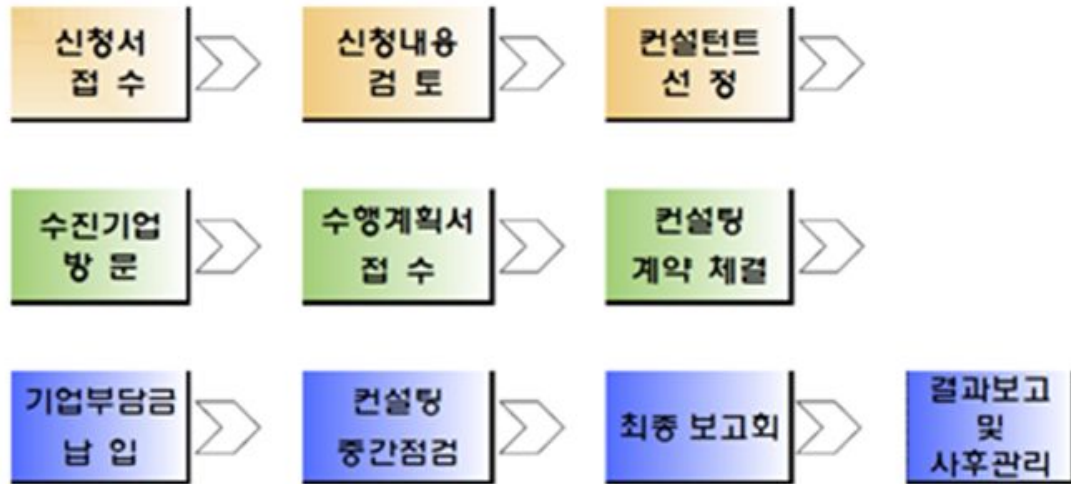 신청서
접 수
신청내용
검 토
컨설턴트
선 정
수진기업
방 문
수행계획서
접 수
컨설팅
계약 체결
기업부담금
납 입
컨설팅
중간점검
최종 보고회
결과보고
및
사후관리